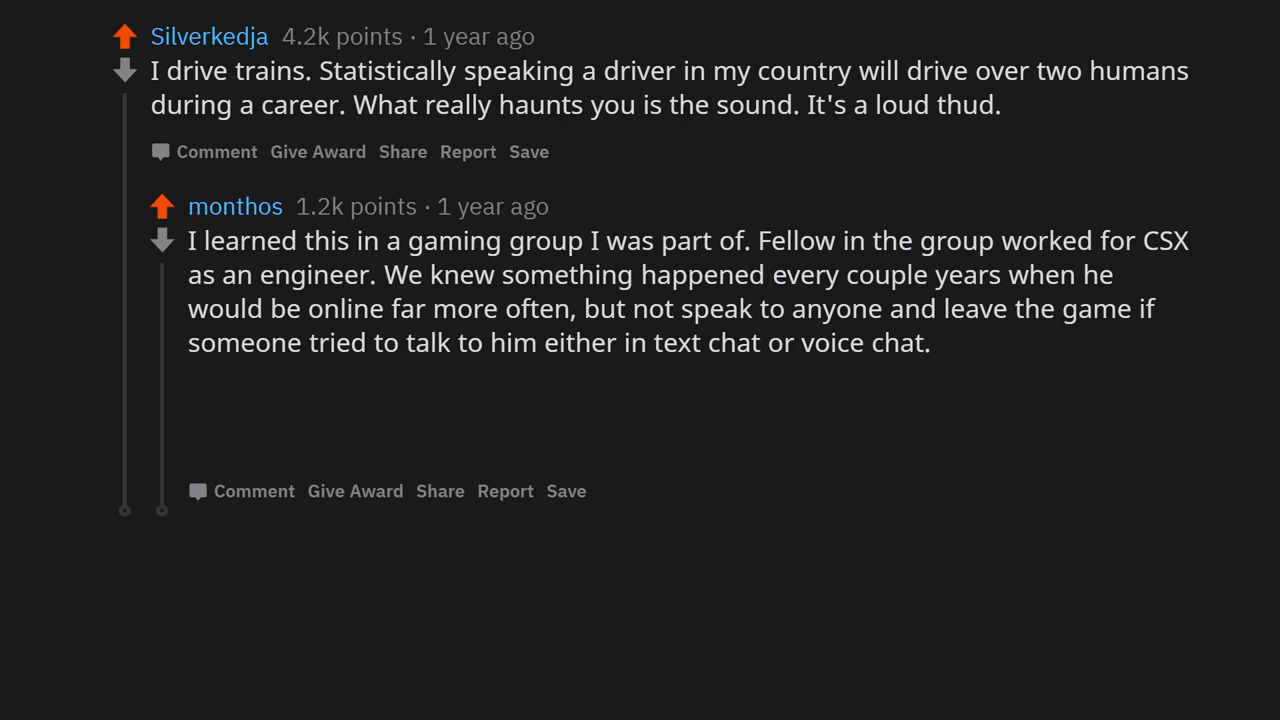 Silverkedja 4.2k points · 1 year ago
I drive trains. Statistically speaking a driver in my country will drive over two humans
during a career. What really haunts you is the sound. It's a loud thud.
Comment Give Award Share Report Save
monthos 1.2k points · 1 year ago
I learned this in a gaming group I was part of. Fellow in the group worked for CSX
as an engineer. We knew something happened every couple years when he
would be online far more often, but not speak to anyone and leave the game if
someone tried to talk to him either in text chat or voice chat.
Comment Give Award Share Report Save